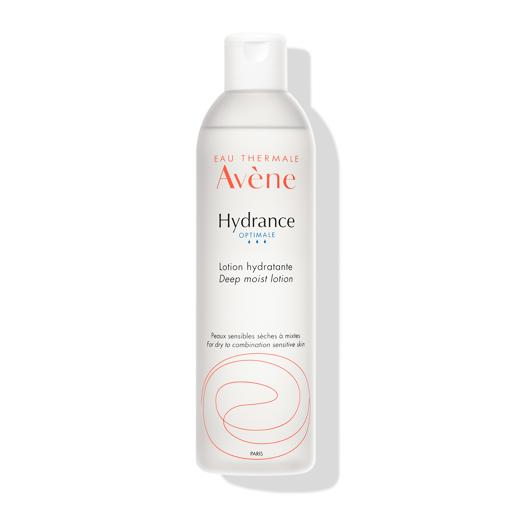 EAU THERMALE
Avène
Hydrance
OPTIMALE
Lotion hydratante
Deep moist lotion
Peaux sensibles sèches à mixtes
For dry to combination sensitive skin
PARIS